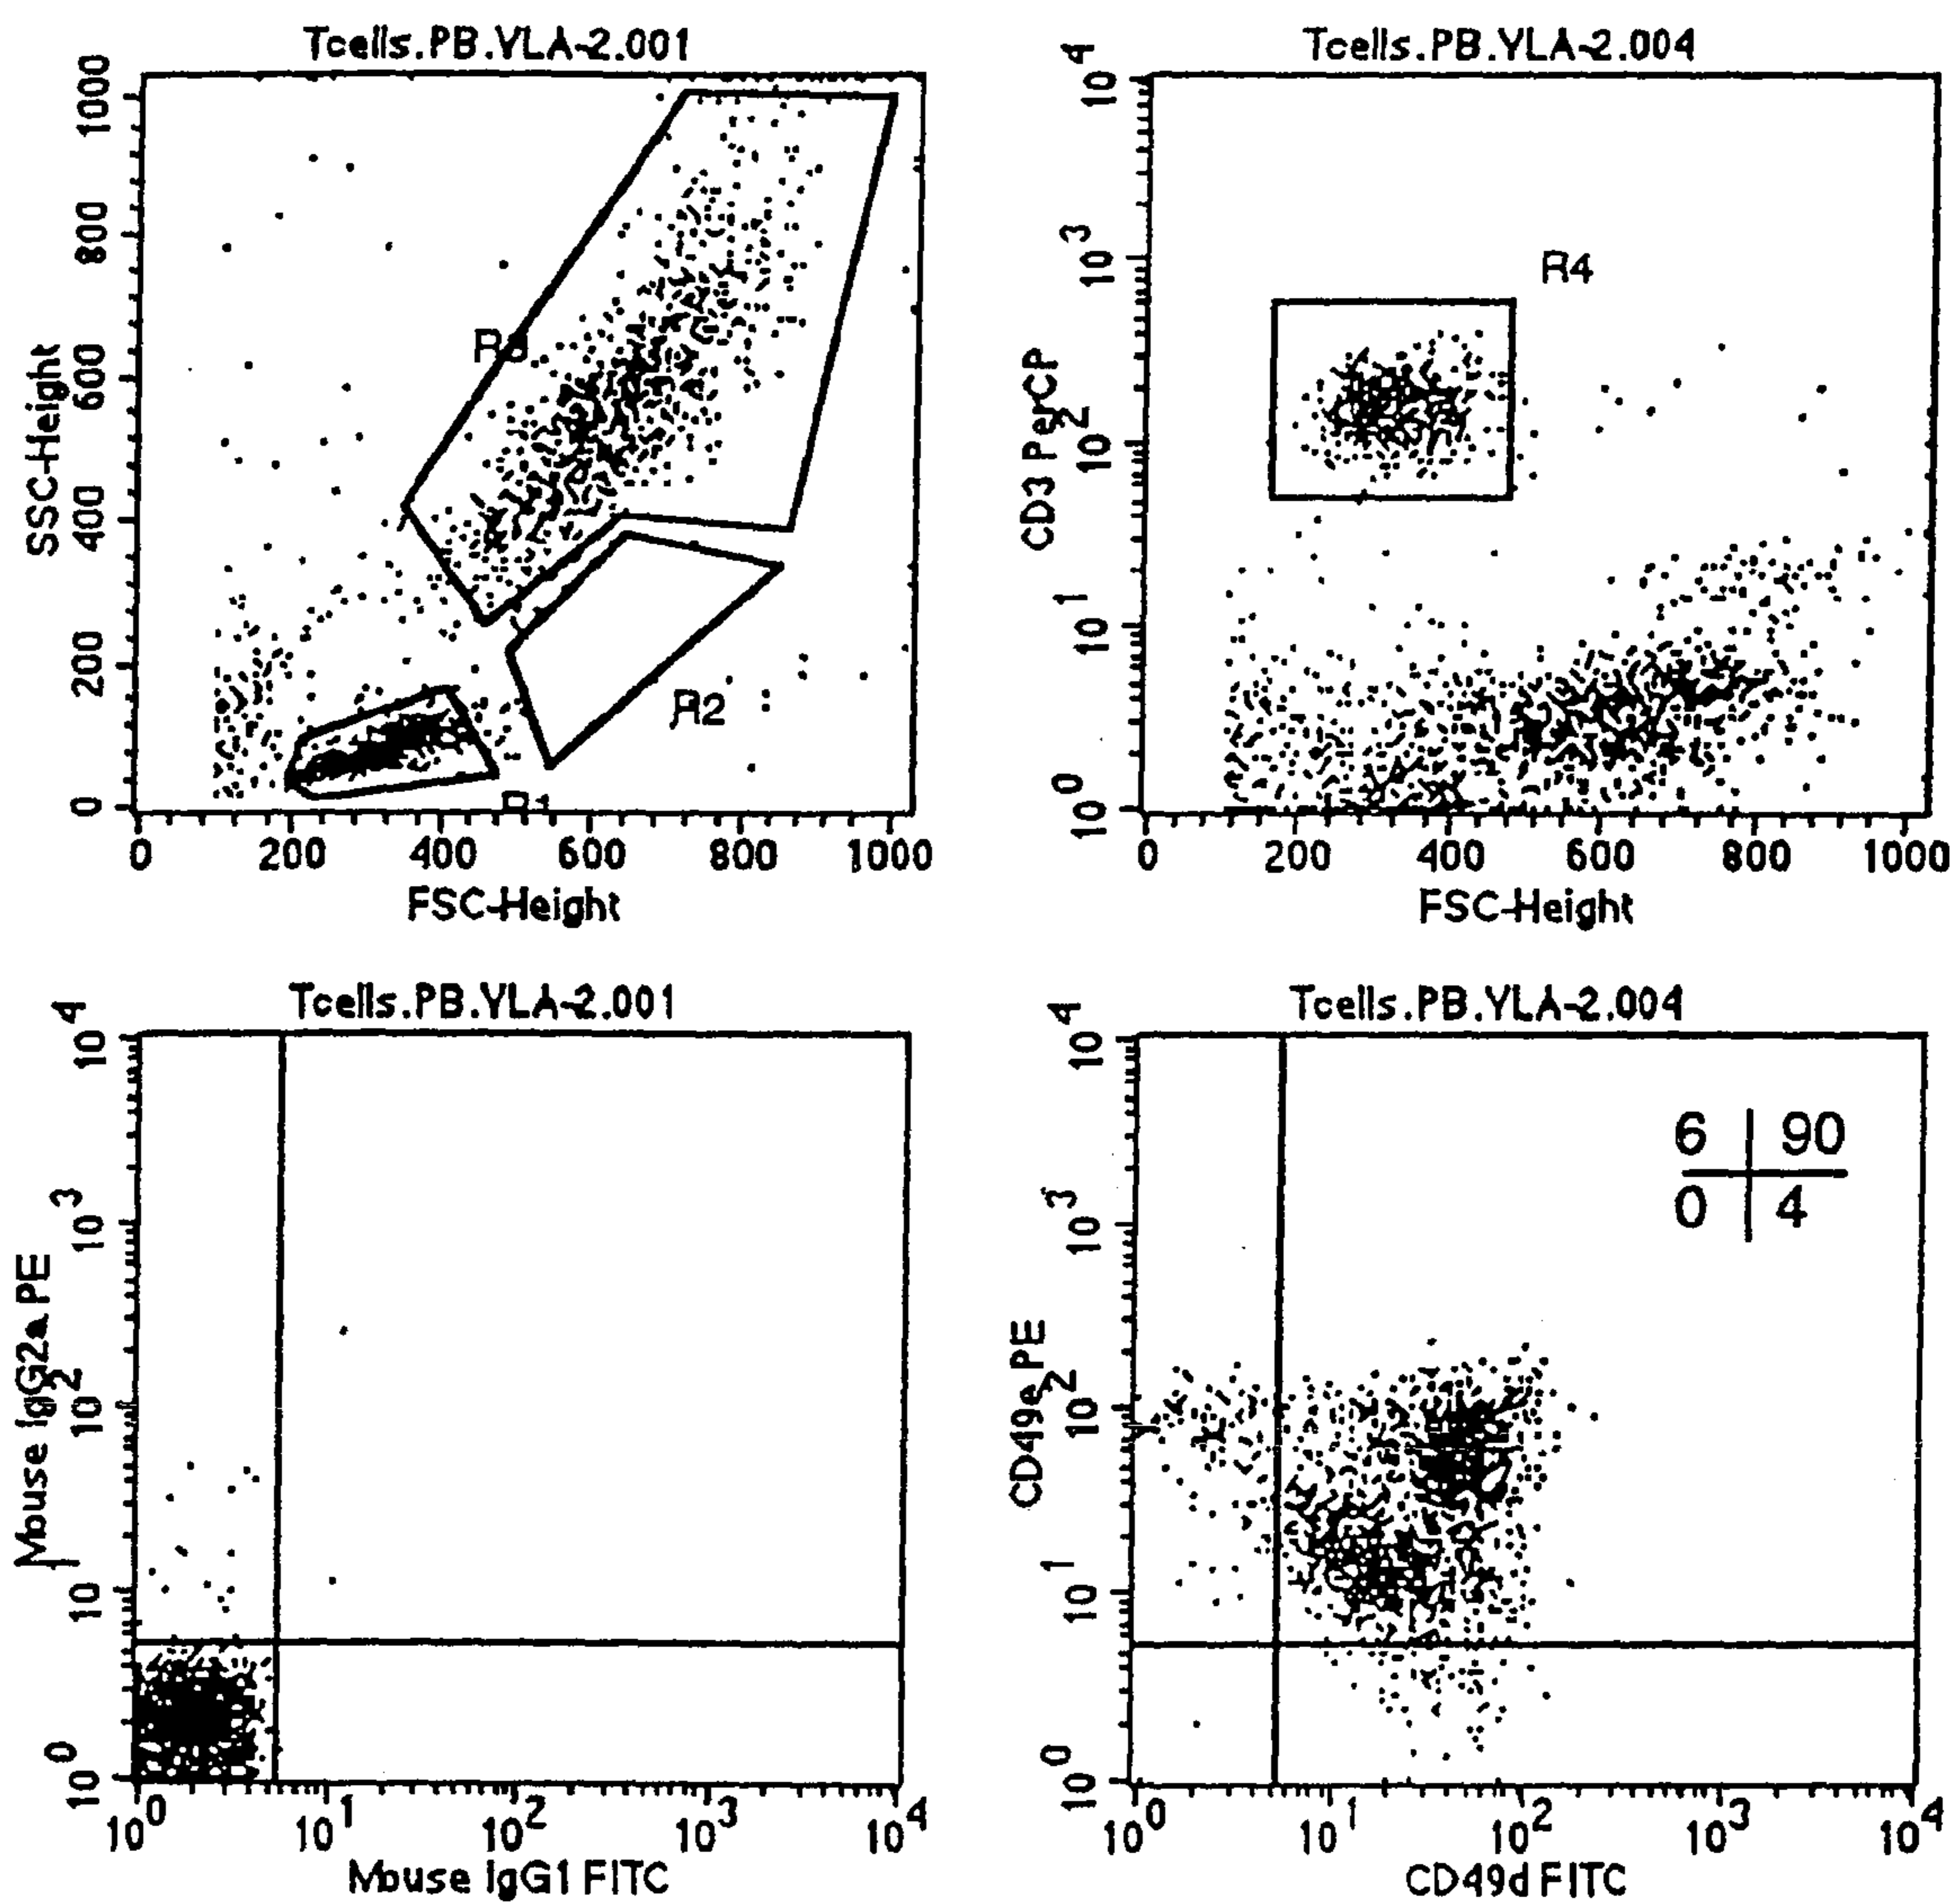 Tcells.PB.VLA-2.001
1000
800
600
400
200
0
SSC-Height
R3
R2
R1
0 200 400 600 800 1000
FSC-Height
Tcells.PB.VLA-2.004
10^4
10^3
10^2
10^1
10^0
CD3 PerCP
R4
0 200 400 600 800 1000
FSC-Height
Tcells.PB.VLA-2.001
10^4
10^3
10^2
10^1
10^0
Mouse IgG2a PE
10^0 10^1 10^2 10^3 10^4
Mouse IgG1 FITC
Tcells.PB.VLA-2.004
10^4
10^3
10^2
10^1
10^0
CD49e PE
6 90
0 4
10^0 10^1 10^2 10^3 10^4
CD49d FITC